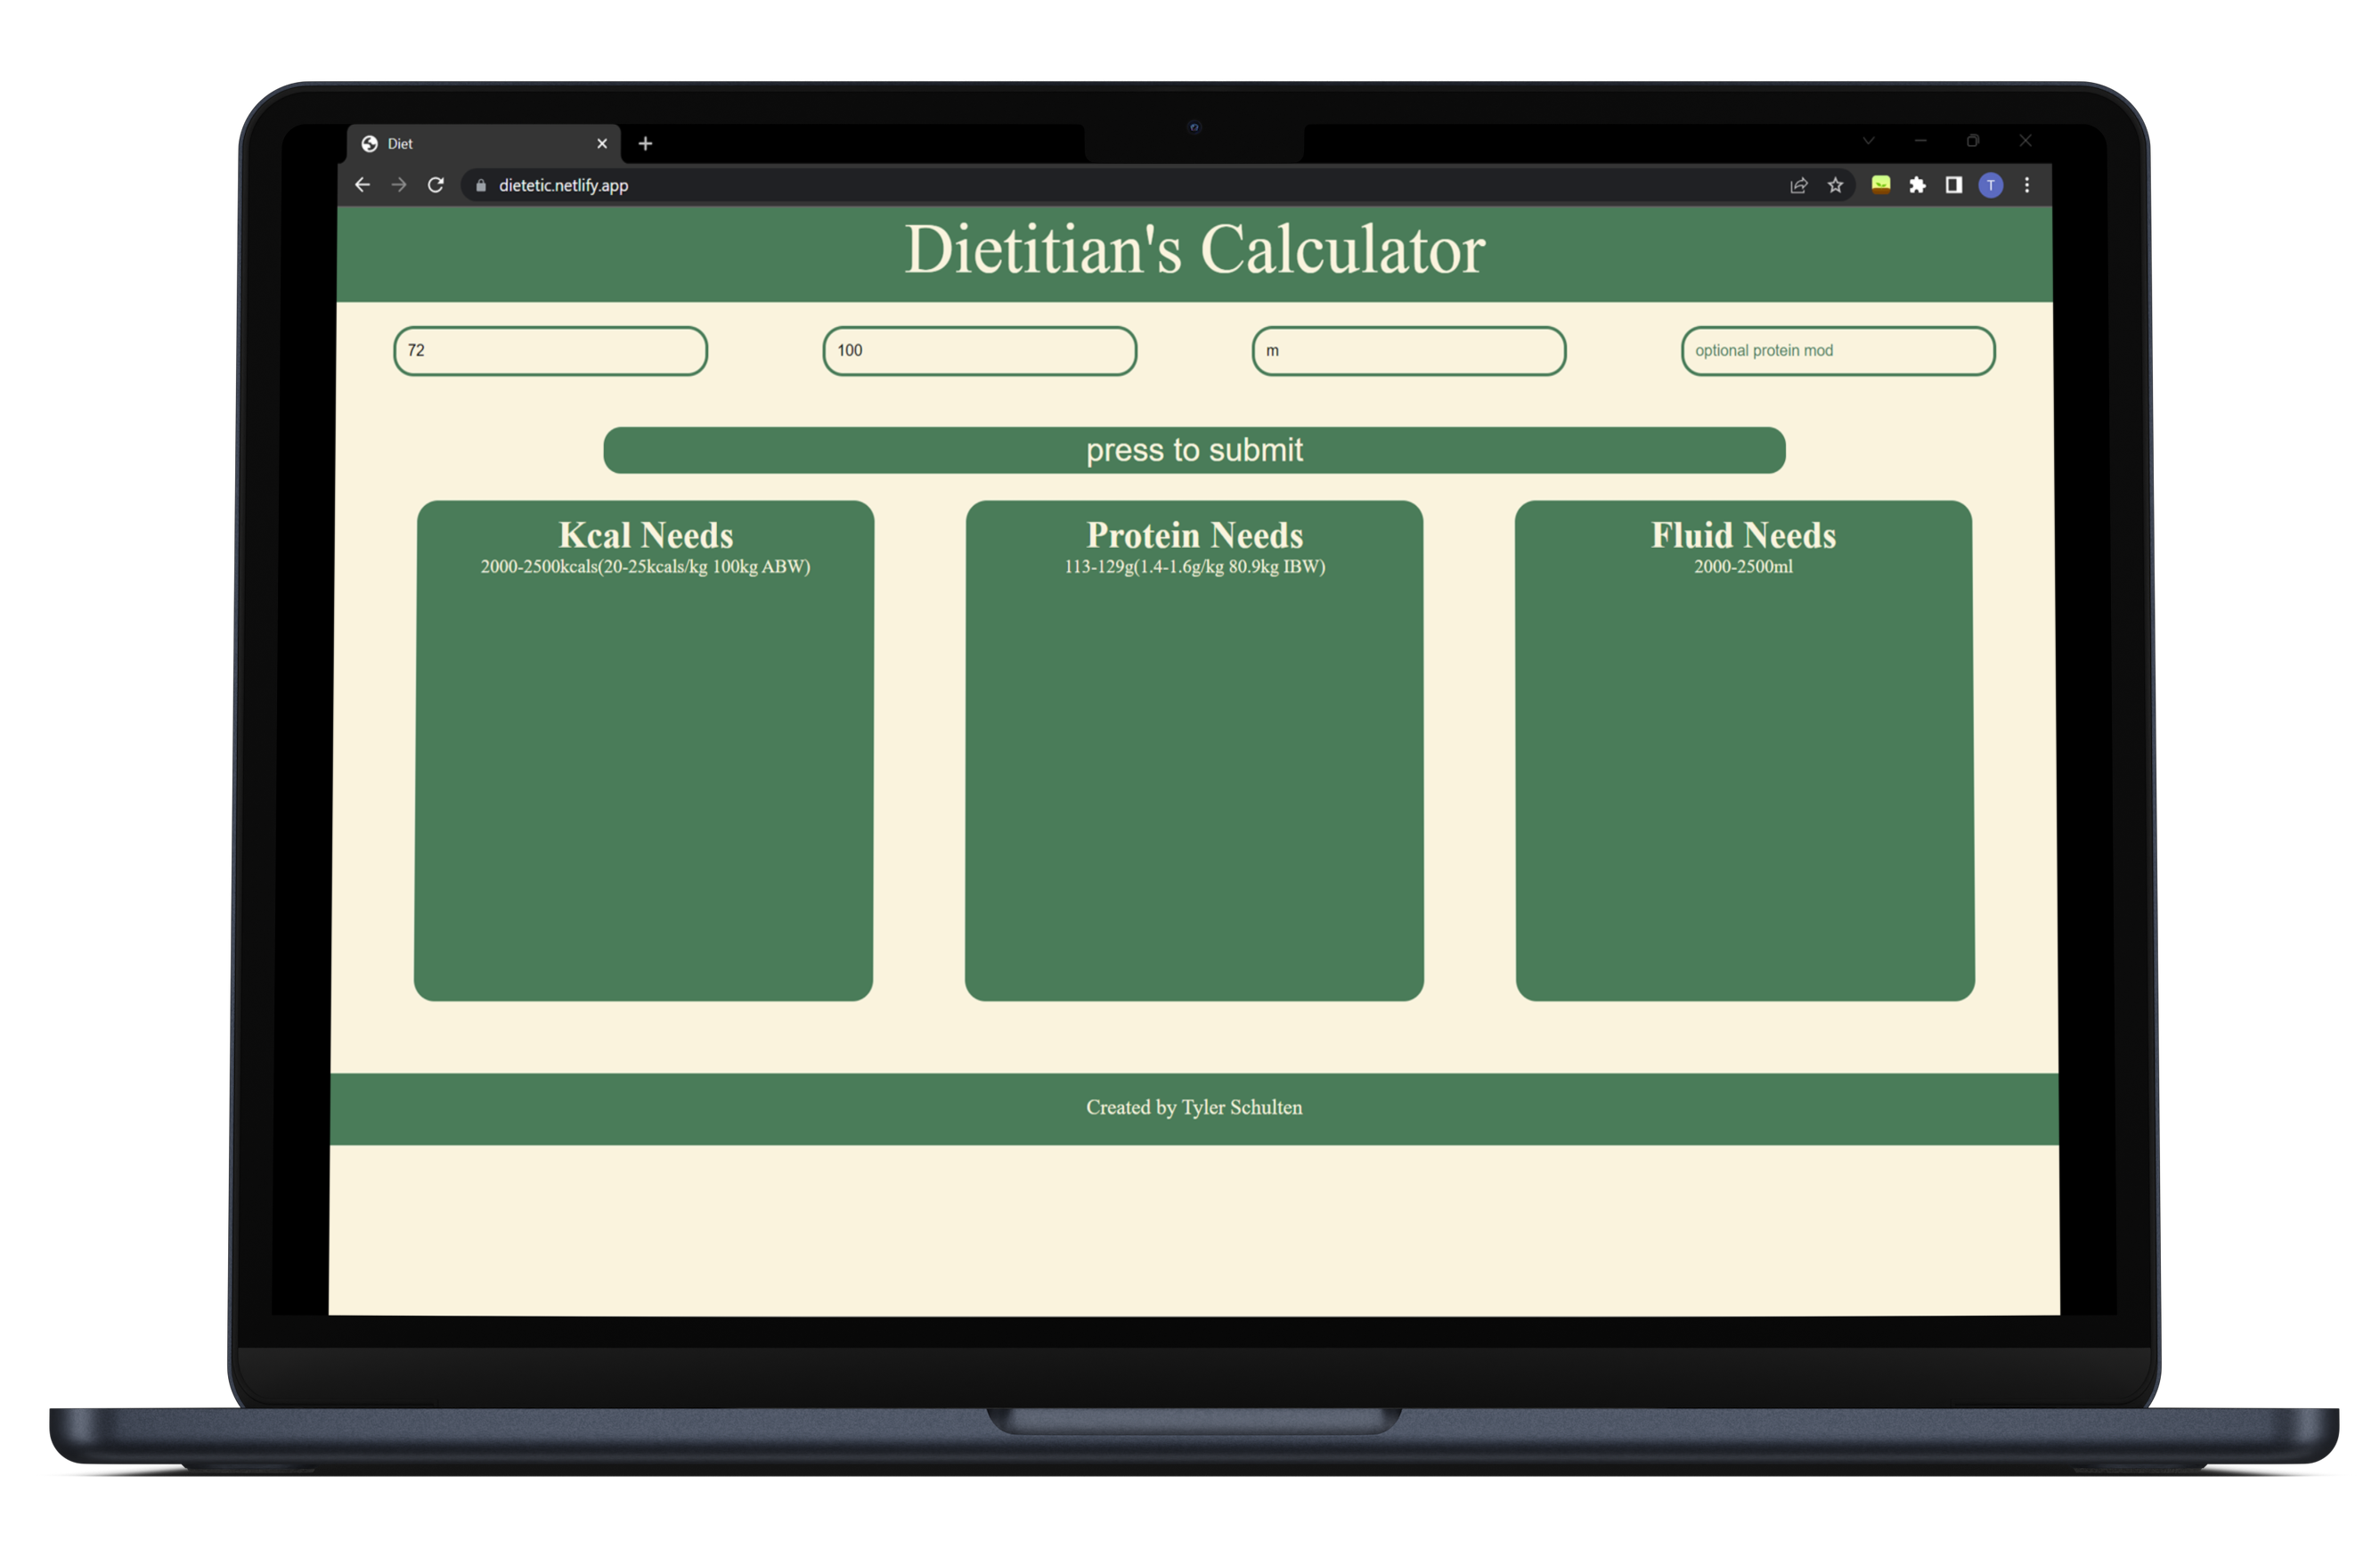 Diet
dietetic.netlify.app
T
Dietitian's Calculator
72
100
m
optional protein mod
press to submit
Kcal Needs
2000-2500kcals(20-25kcals/kg 100kg ABW)
Protein Needs
113-129g(1.4-1.6g/kg 80.9kg IBW)
Fluid Needs
2000-2500ml
Created by Tyler Schulten